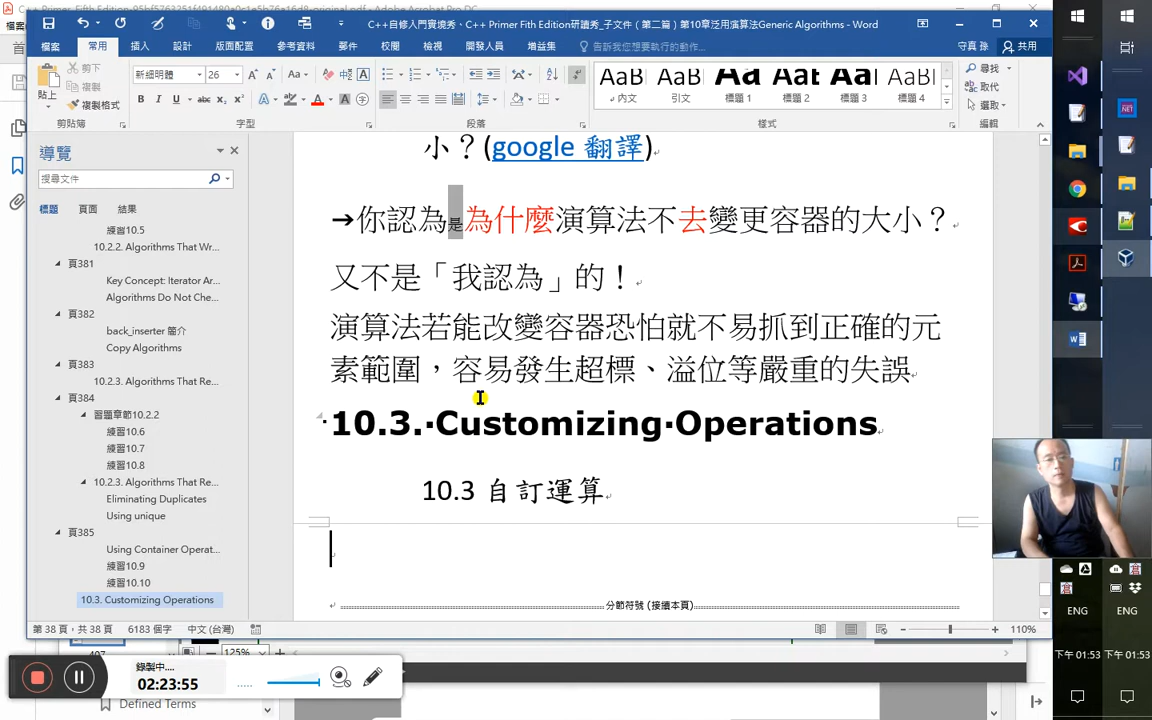 C++自修入門實境秀、C++ Primer Fith Edition研讀秀_子文件（第二篇）第10章泛用演算法Generic Algorithms - Word
檔案 常用 插入 設計 版面配置 參考資料 郵件 校閱 檢視 開發人員 增益集 告訴我您想要執行的動作... 守真 孫 共用
貼上 剪下 複製 複製格式
新細明體 26
AaBb AaBb AaBb AaBb AaBb AaBb
內文 引文 標題 1 標題 2 標題 3 標題 4
尋找 取代 選取
剪貼簿 字型 段落 樣式 編輯
導覽
搜尋文件
標題 頁面 結果
練習10.5
10.2.2. Algorithms That Wr...
頁381
Key Concept: Iterator Ar...
Algorithms Do Not Che...
頁382
back_inserter 簡介
Copy Algorithms
頁383
10.2.3. Algorithms That Re...
頁384
習題章節10.2.2
練習10.6
練習10.7
練習10.8
10.2.3. Algorithms That Re...
Eliminating Duplicates
Using unique
頁385
Using Container Operat...
練習10.9
練習10.10
10.3. Customizing Operations
小？(google 翻譯)
→你認為是為什麼演算法不去變更容器的大小？
又不是「我認為」的！
演算法若能改變容器恐怕就不易抓到正確的元
素範圍，容易發生超標、溢位等嚴重的失誤
10.3.·Customizing·Operations
10.3 自訂運算
分節符號 (接續本頁)
第 38 頁，共 38 頁 6183 個字 中文 (台灣) 110%
125%
錄製中....
02:23:55
Defined Terms
ENG ENG
下午 01:53 下午 01:53